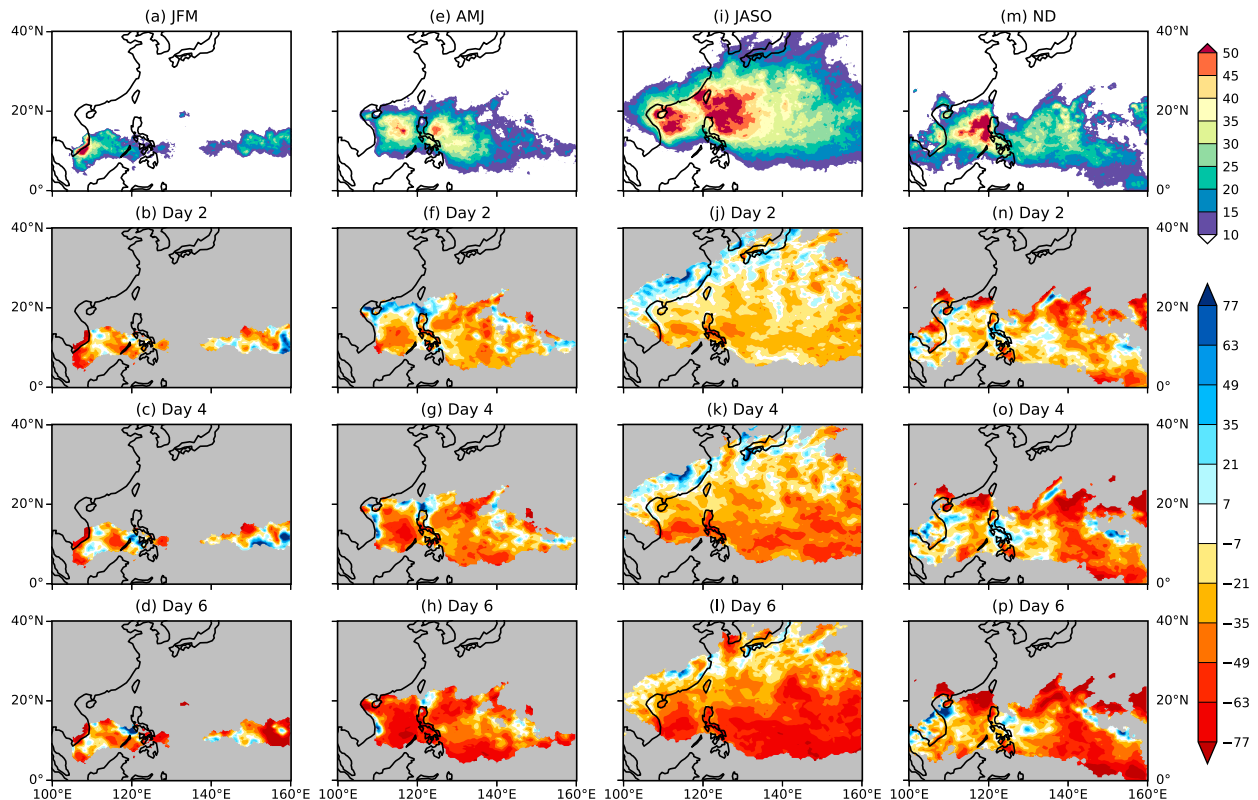 (a) JFM (e) AMJ (i) JASO (m) ND
40°N 40°N 50
45
40
20°N 20°N 35
30
25
20
15
0° 0° 10
(b) Day 2 (f) Day 2 (j) Day 2 (n) Day 2
40°N 40°N
77
20°N 20°N 63
49
0° 0° 35
(c) Day 4 (g) Day 4 (k) Day 4 (o) Day 4
40°N 40°N 21
7
20°N 20°N −7
−21
0° 0°
(d) Day 6 (h) Day 6 (l) Day 6 (p) Day 6
40°N 40°N −35
−49
20°N 20°N −63
−77
0° 0°
100°E 120°E 140°E 160°E 100°E 120°E 140°E 160°E 100°E 120°E 140°E 160°E 100°E 120°E 140°E 160°E